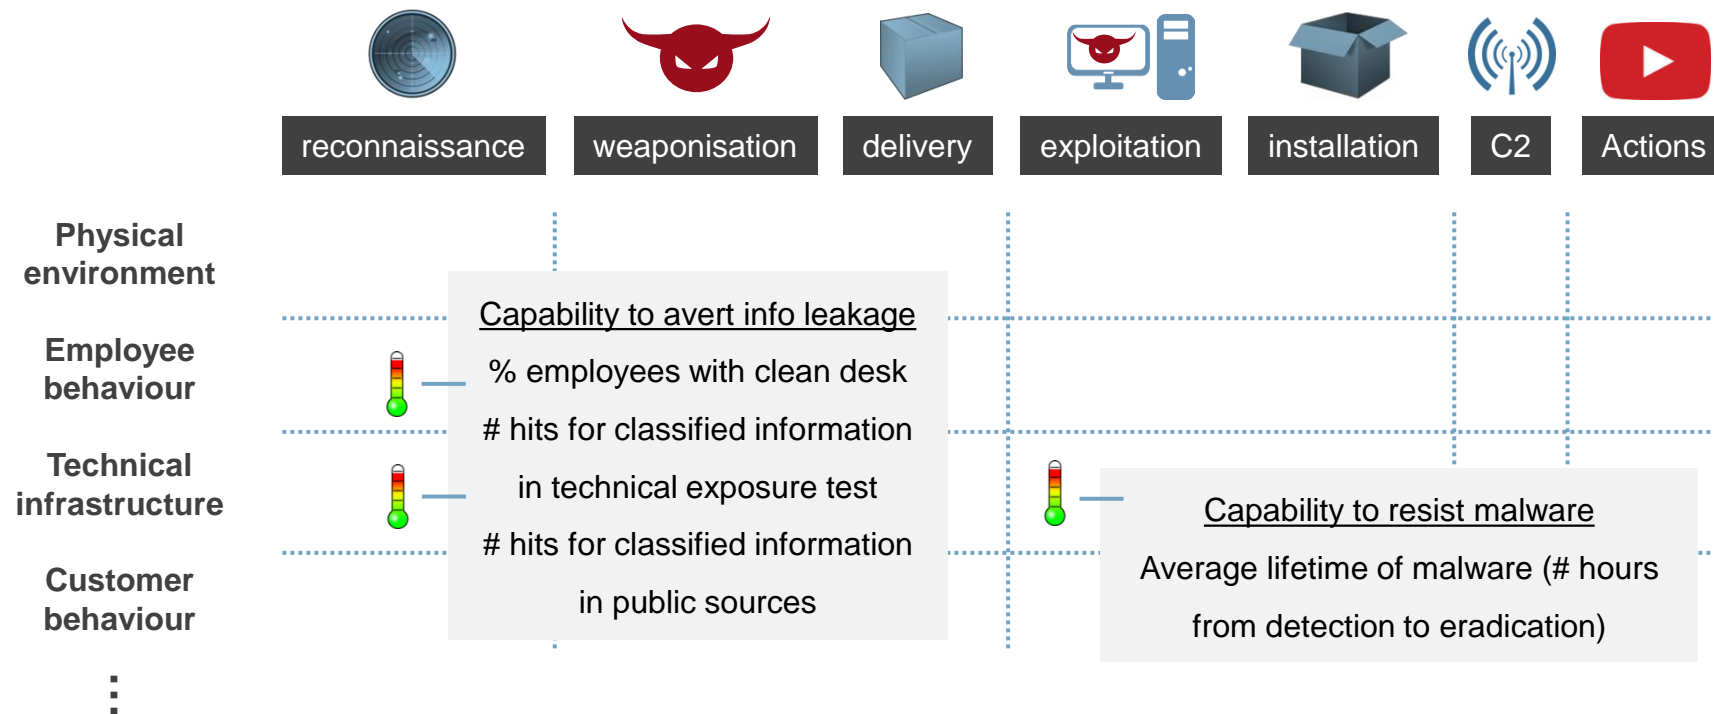 reconnaissance
weaponisation
delivery
exploitation
installation
C2
Actions
Physical
environment
Employee
behaviour
Technical
infrastructure
Customer
behaviour
Capability to avert info leakage
% employees with clean desk
# hits for classified information
in technical exposure test
# hits for classified information
in public sources
Capability to resist malware
Average lifetime of malware (# hours
from detection to eradication)